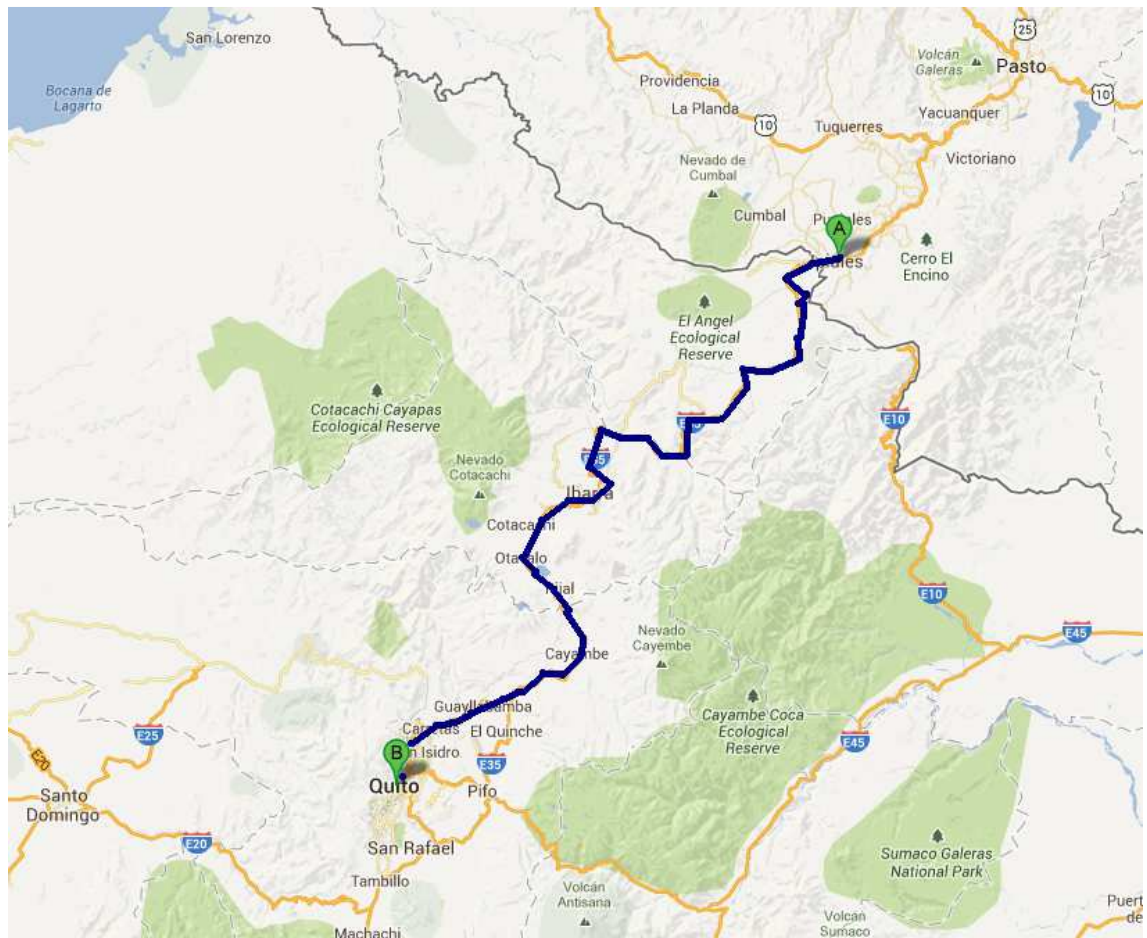 San Lorenzo
Bocana de
Lagarto
25
Volcán
Galeras
Pasto
Providencia
10
La Planda
10
Tuquerres
Yacuanquer
Victoriano
Nevado de
Cumbal
Cumbal
A
Cerro El
Encino
El Angel
Ecological
Reserve
Cotacachi Cayapas
Ecological Reserve
E10
Nevado
Cotacachi
Ibarra
Cotacachi
Otavalo
E10
E45
Nevado
Cayembe
Cayambe
Guayllabamba
Cayambe Coca
Ecological
Reserve
E25
El Quinche
E45
B
San Isidro
E35
E20
Quito
Pifo
Santo
Domingo
E20
San Rafael
Sumaco Galeras
National Park
Tambillo
Volcán
Antisana
Volcán
Sumaco
Machachi